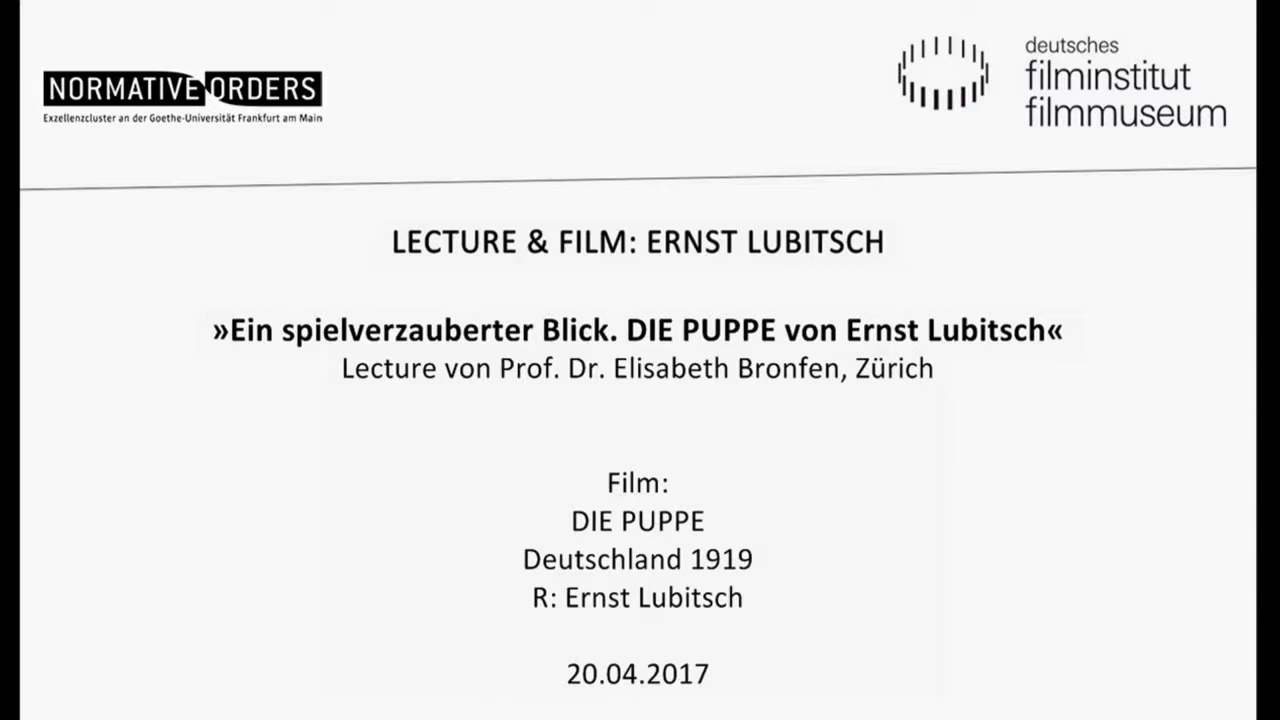 NORMATIVE ORDERS
Exzellenzcluster an der Goethe-Universität Frankfurt am Main
deutsches
filminstitut
filmmuseum
LECTURE & FILM: ERNST LUBITSCH
»Ein spielverzauberter Blick. DIE PUPPE von Ernst Lubitsch«
Lecture von Prof. Dr. Elisabeth Bronfen, Zürich
Film:
DIE PUPPE
Deutschland 1919
R: Ernst Lubitsch
20.04.2017